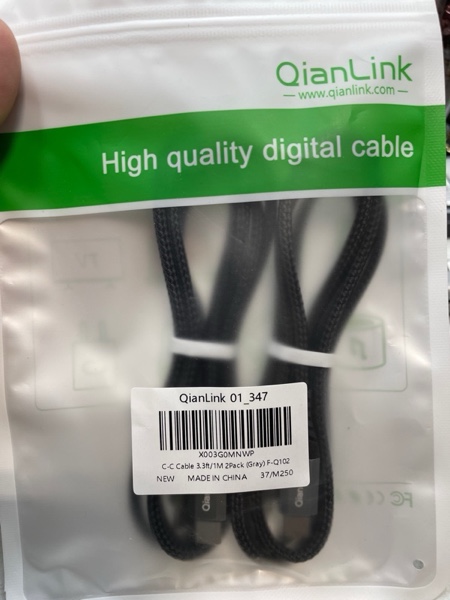 QianLink
— www.qianlink.com —
High quality digital cable
QianLink 01_347
X003G0MNWP
C-C Cable 3.3ft/1M 2Pack (Gray) F-Q102
NEW MADE IN CHINA 37/M250